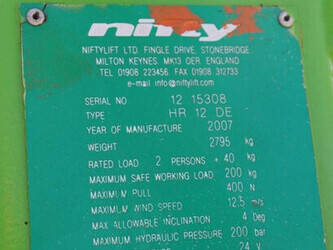 nifty
NIFTYLIFT LTD FINGLE DRIVE, STONEBRIDGE
MILTON KEYNES, MK13 OER, ENGLAND
TEL 01908 223456, FAX 01908 312733
e-mail info@niftylift.com
SERIAL NO 12 15308
TYPE HR 12 DE
YEAR OF MANUFACTURE 2007
WEIGHT 2795 kg
RATED LOAD 2 PERSONS + 40 kg
MAXIMUM SAFE WORKING LOAD 200 kg
MAXIMUM PULL 400 N
MAXIMUM WIND SPEED 12.5 m/s
MAX ALLOWABLE INCLINATION 4 Deg
MAXIMUM HYDRAULIC PRESSURE 200 bar
24 V